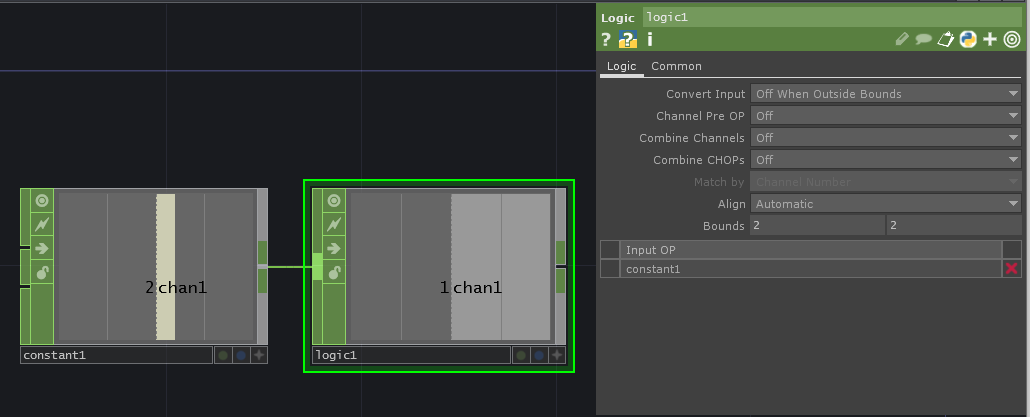 2 chan1
constant1
1 chan1
logic1
Logic logic1
? ? i
Logic Common
Convert Input Off When Outside Bounds
Channel Pre OP Off
Combine Channels Off
Combine CHOPs Off
Match by Channel Number
Align Automatic
Bounds 2 2
Input OP
constant1